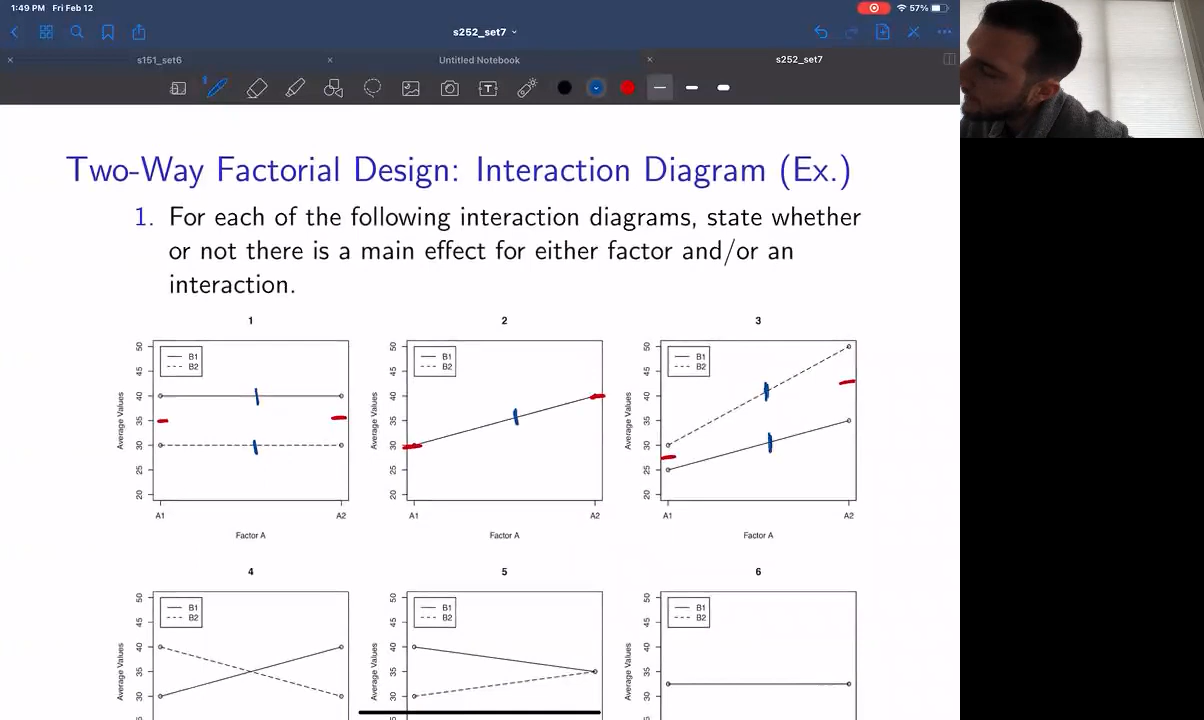 1:49 PM Fri Feb 12
57%
s252_set7
s151_set6
Untitled Notebook
s252_set7
T
Two-Way Factorial Design: Interaction Diagram (Ex.)
1. For each of the following interaction diagrams, state whether
or not there is a main effect for either factor and/or an
interaction.
1
B1
B2
50
45
40
35
30
25
20
Average Values
A1
A2
Factor A
2
B1
B2
50
45
40
35
30
25
20
Average Values
A1
A2
Factor A
3
B1
B2
50
45
40
35
30
25
20
Average Values
A1
A2
Factor A
4
B1
B2
50
45
40
35
30
Average Values
5
B1
B2
50
45
40
35
30
Average Values
6
B1
B2
50
45
40
35
30
Average Values